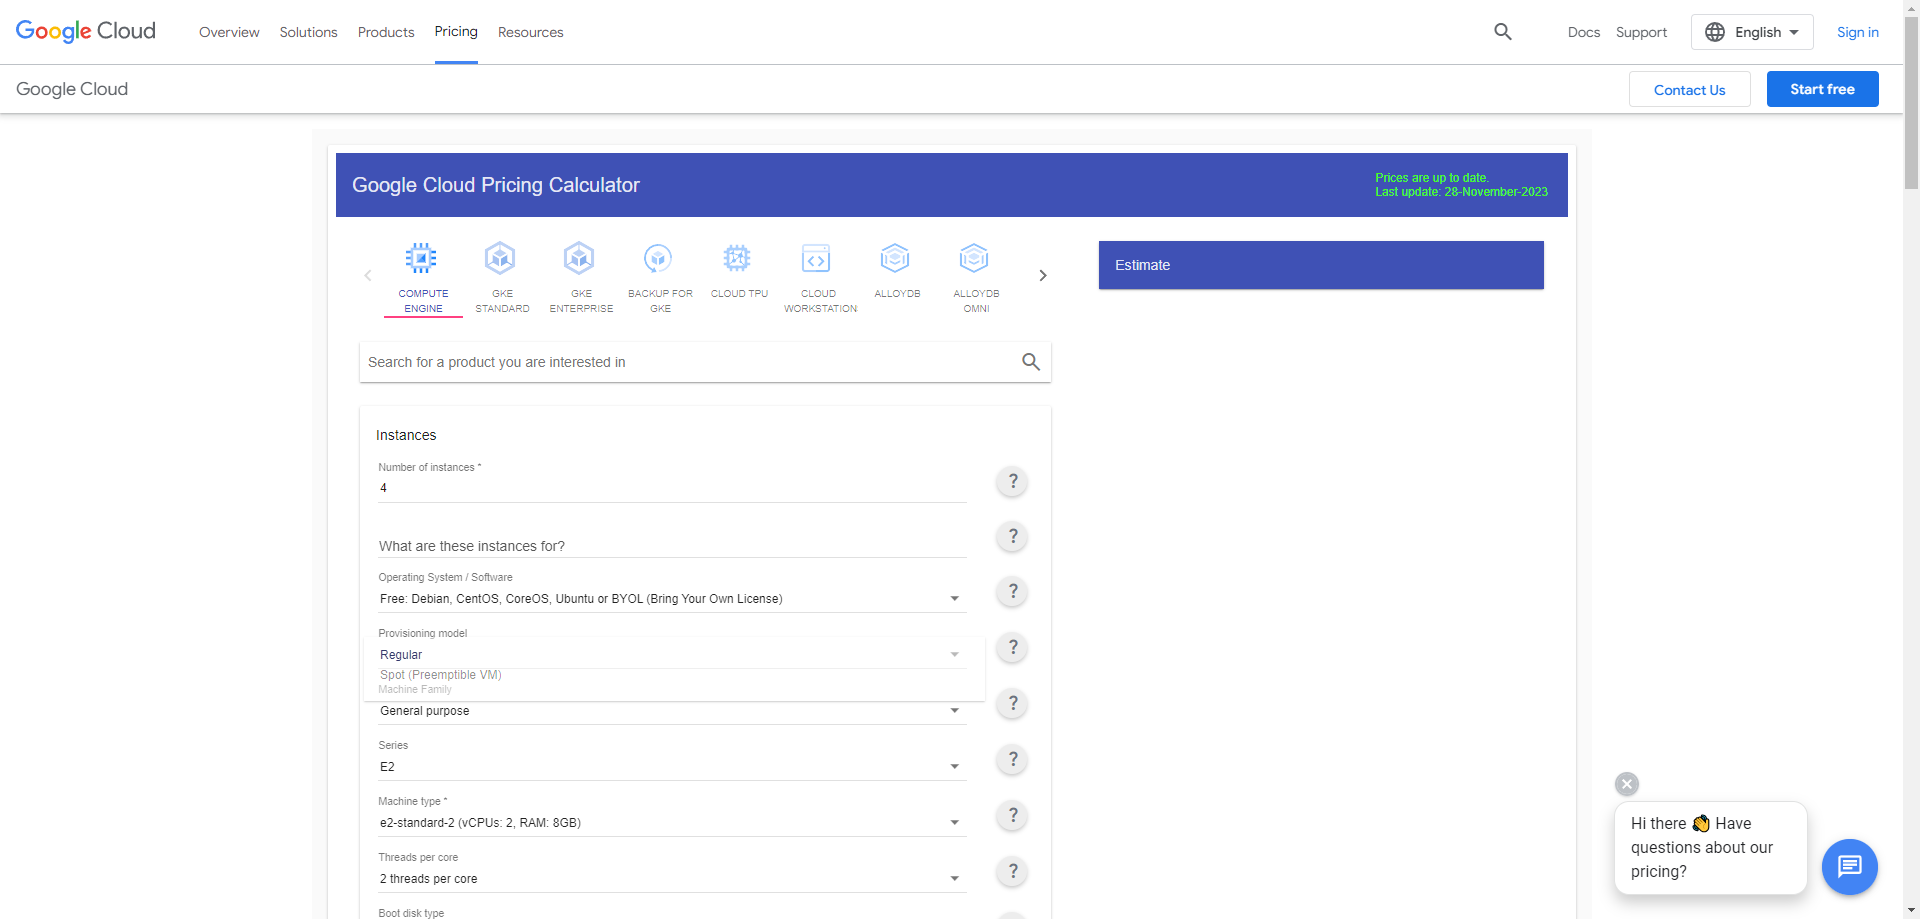 Google Cloud
Overview
Solutions
Products
Pricing
Resources
Docs
Support
English
Sign in
Google Cloud
Contact Us
Start free
Google Cloud Pricing Calculator
Prices are up to date.
Last update: 28-November-2023
COMPUTE
ENGINE
GKE
STANDARD
GKE
ENTERPRISE
BACKUP FOR
GKE
CLOUD TPU
CLOUD
WORKSTATION
ALLOYDB
ALLOYDB
OMNI
Estimate
Search for a product you are interested in
Instances
Number of instances *
4
?
What are these instances for?
?
Operating System / Software
Free: Debian, CentOS, CoreOS, Ubuntu or BYOL (Bring Your Own License)
?
Provisioning model
Regular
?
Spot (Preemptible VM)
Machine Family
General purpose
?
Series
E2
?
Machine type *
e2-standard-2 (vCPUs: 2, RAM: 8GB)
?
Threads per core
2 threads per core
?
Boot disk type
Hi there 👋 Have
questions about our
pricing?